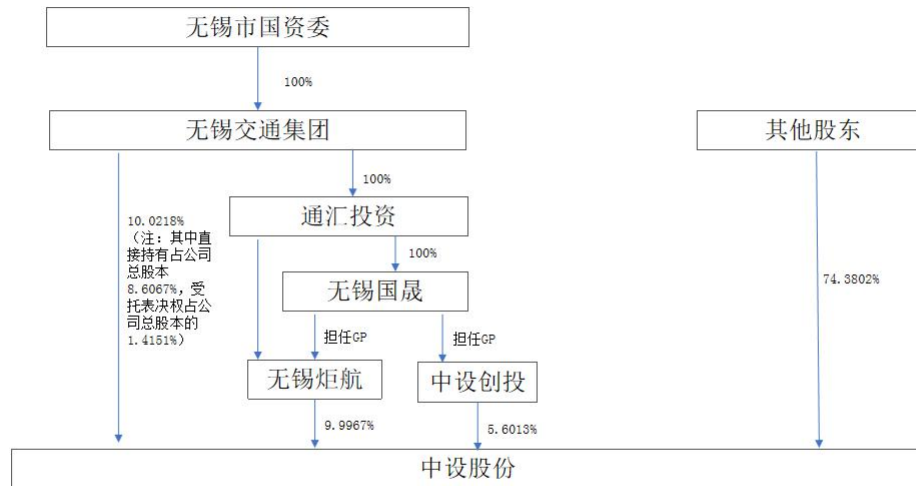 无锡市国资委
100%
无锡交通集团
其他股东
100%
通汇投资
10.0218%
（注：其中直
接持有占公司
总股本
8.6067%，受
托表决权占公
司总股本的
1.4151%）
100%
无锡国晟
74.3802%
担任GP
担任GP
无锡炬航
中设创投
9.9967%
5.6013%
中设股份